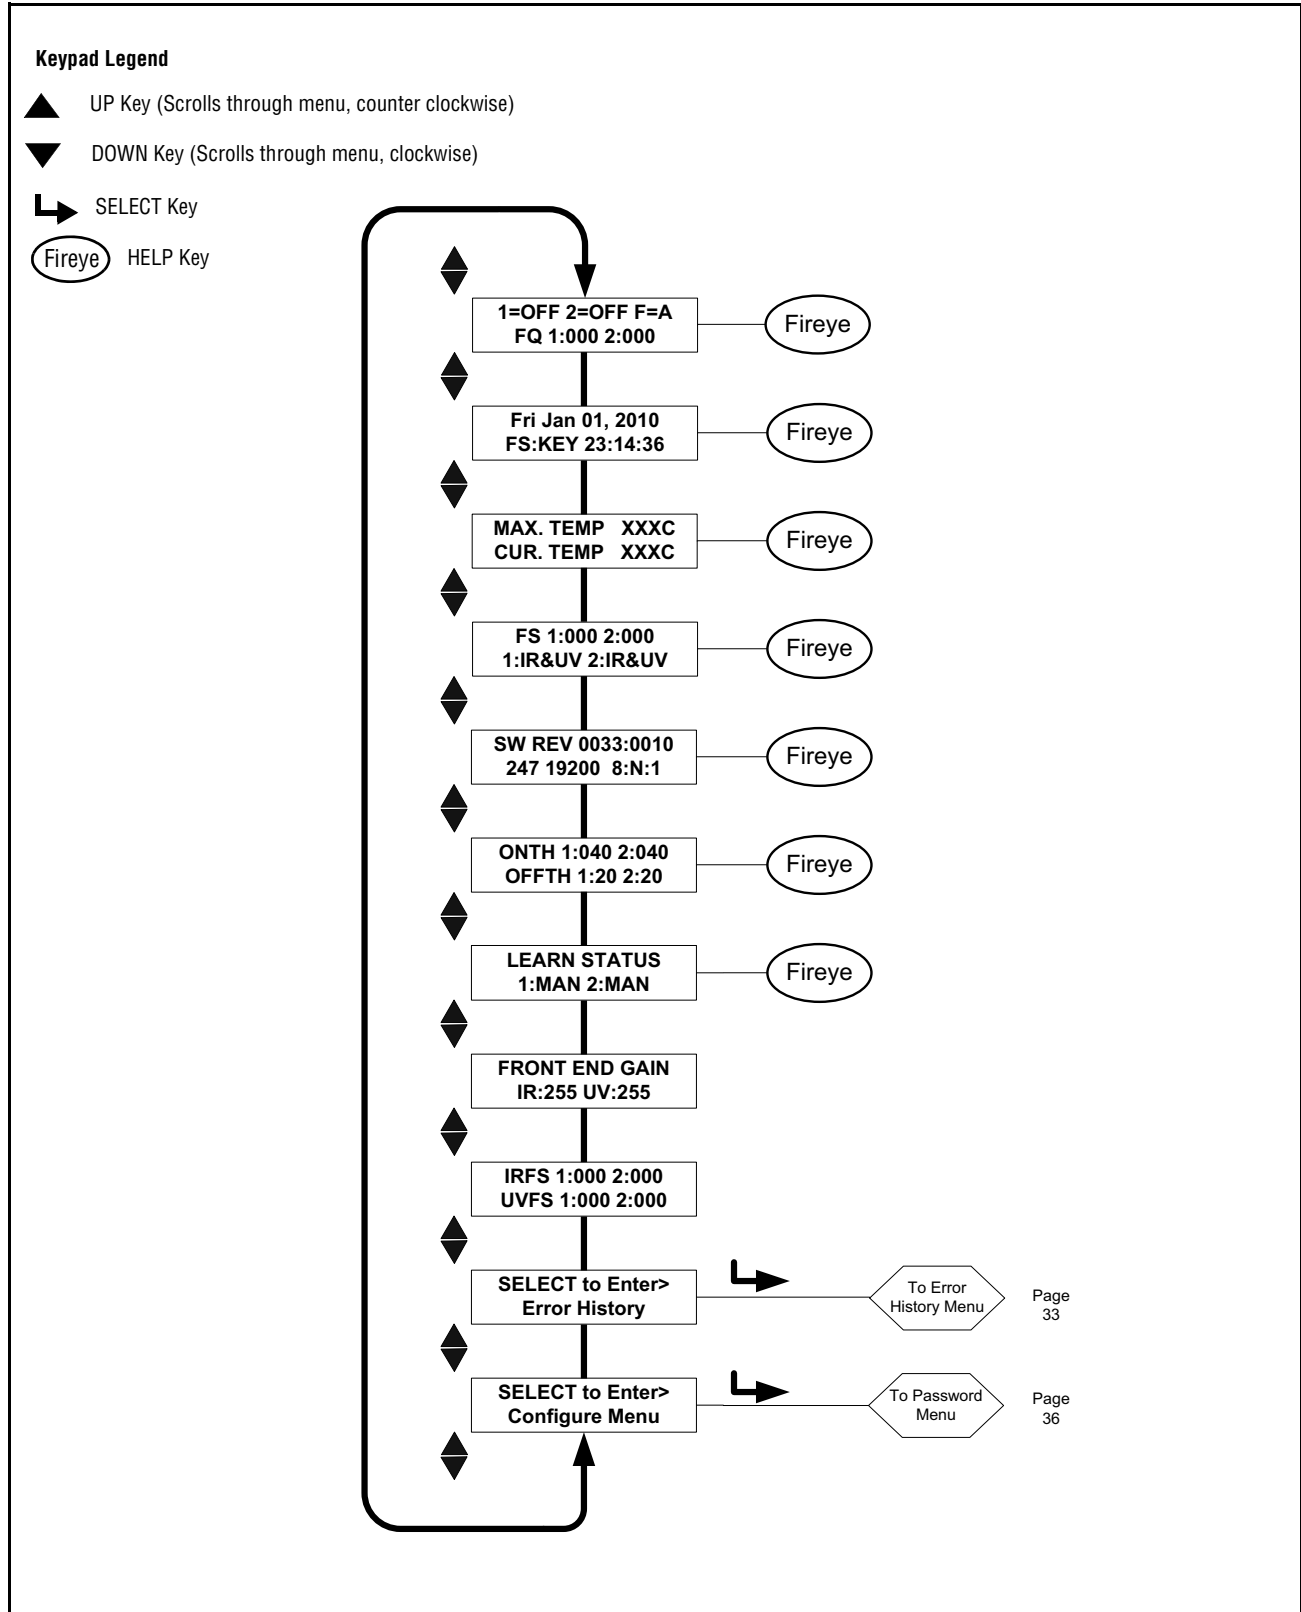 Keypad Legend
UP Key (Scrolls through menu, counter clockwise)
DOWN Key (Scrolls through menu, clockwise)
SELECT Key
Fireye HELP Key
1=OFF 2=OFF F=A
FQ 1:000 2:000
Fireye
Fri Jan 01, 2010
FS:KEY 23:14:36
Fireye
MAX. TEMP XXXC
CUR. TEMP XXXC
Fireye
FS 1:000 2:000
1:IR&UV 2:IR&UV
Fireye
SW REV 0033:0010
247 19200 8:N:1
Fireye
ONTH 1:040 2:040
OFFTH 1:20 2:20
Fireye
LEARN STATUS
1:MAN 2:MAN
Fireye
FRONT END GAIN
IR:255 UV:255
IRFS 1:000 2:000
UVFS 1:000 2:000
SELECT to Enter>
Error History
To Error
History Menu
Page
33
SELECT to Enter>
Configure Menu
To Password
Menu
Page
36